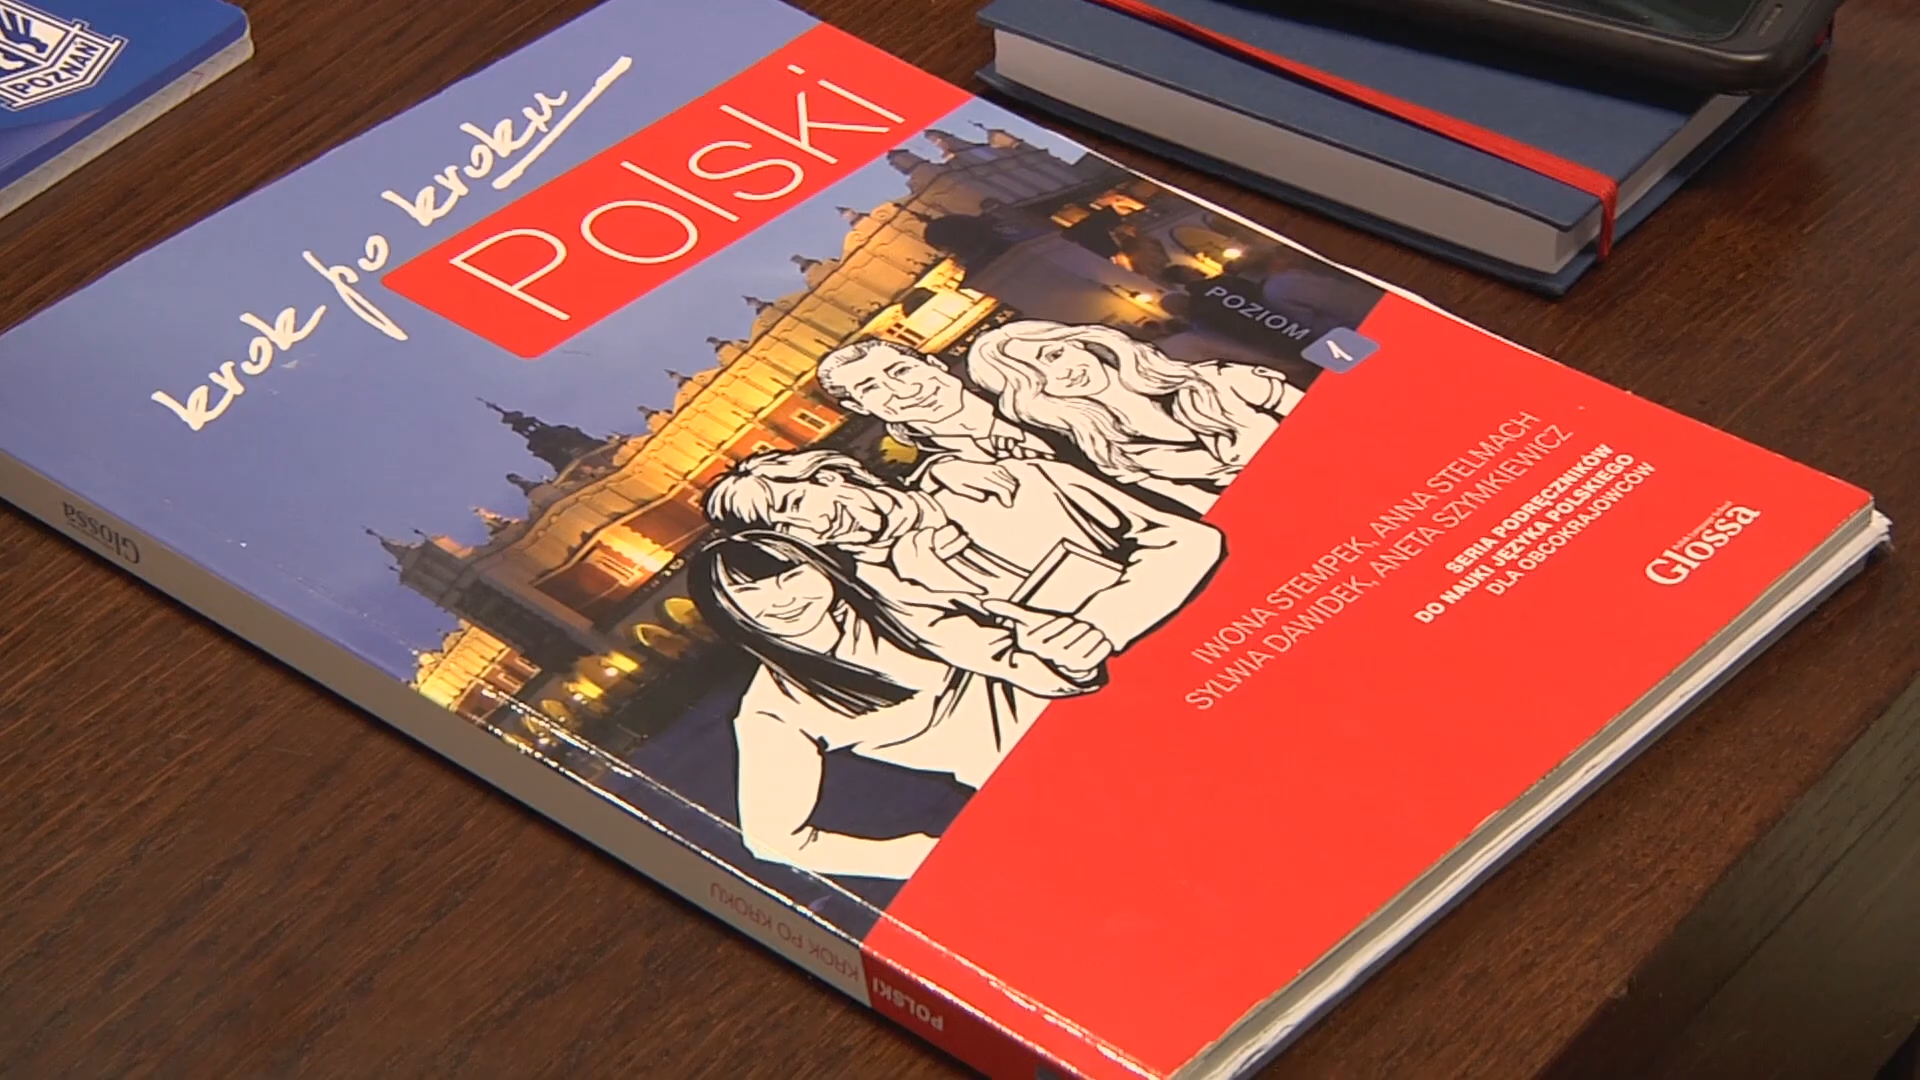 POZNAŃ
krok po kroku
Polski
POZIOM 1
IWONA STEMPEK, ANNA STELMACH
SYLWIA DAWIDEK, ANETA SZYMKIEWICZ
SERIA PODRĘCZNIKÓW
DO NAUKI JĘZYKA POLSKIEGO
DLA OBCOKRAJOWCÓW
Glossa
Glossa
KROK PO KROKU
POLSKI